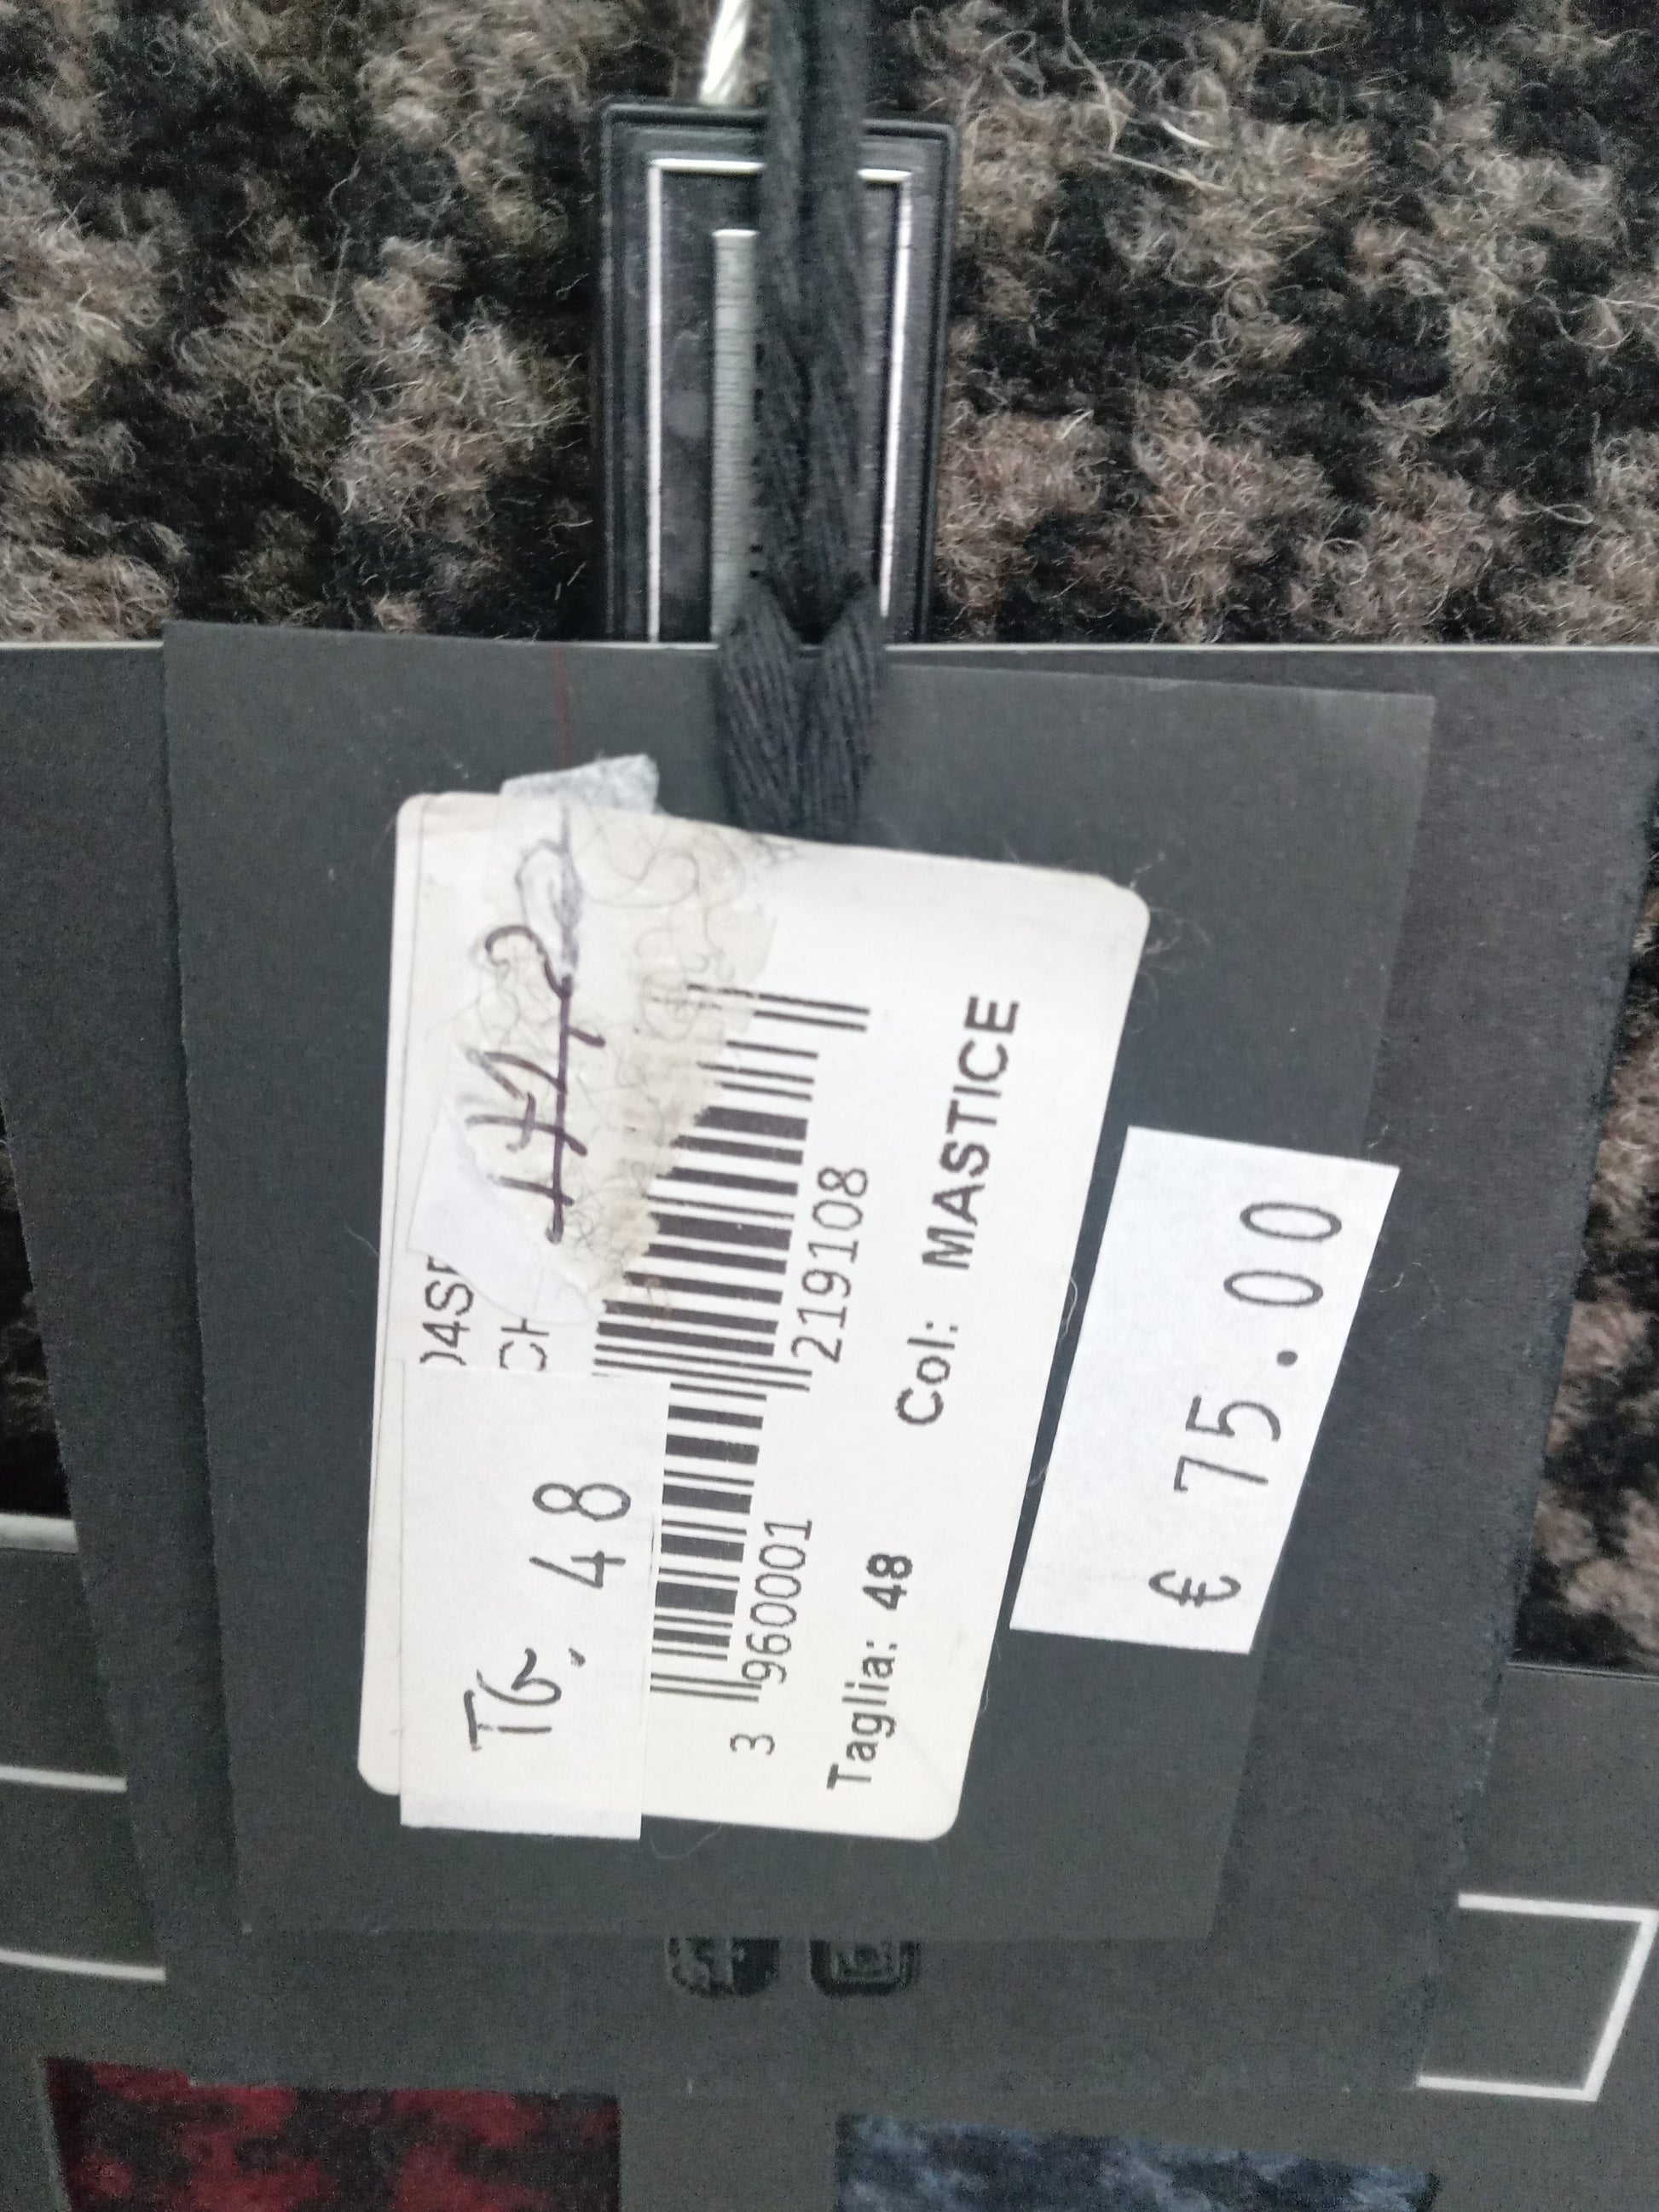 Tg. 48
3 960001 219108
Taglia: 48 Col: MASTICE
€ 75.00